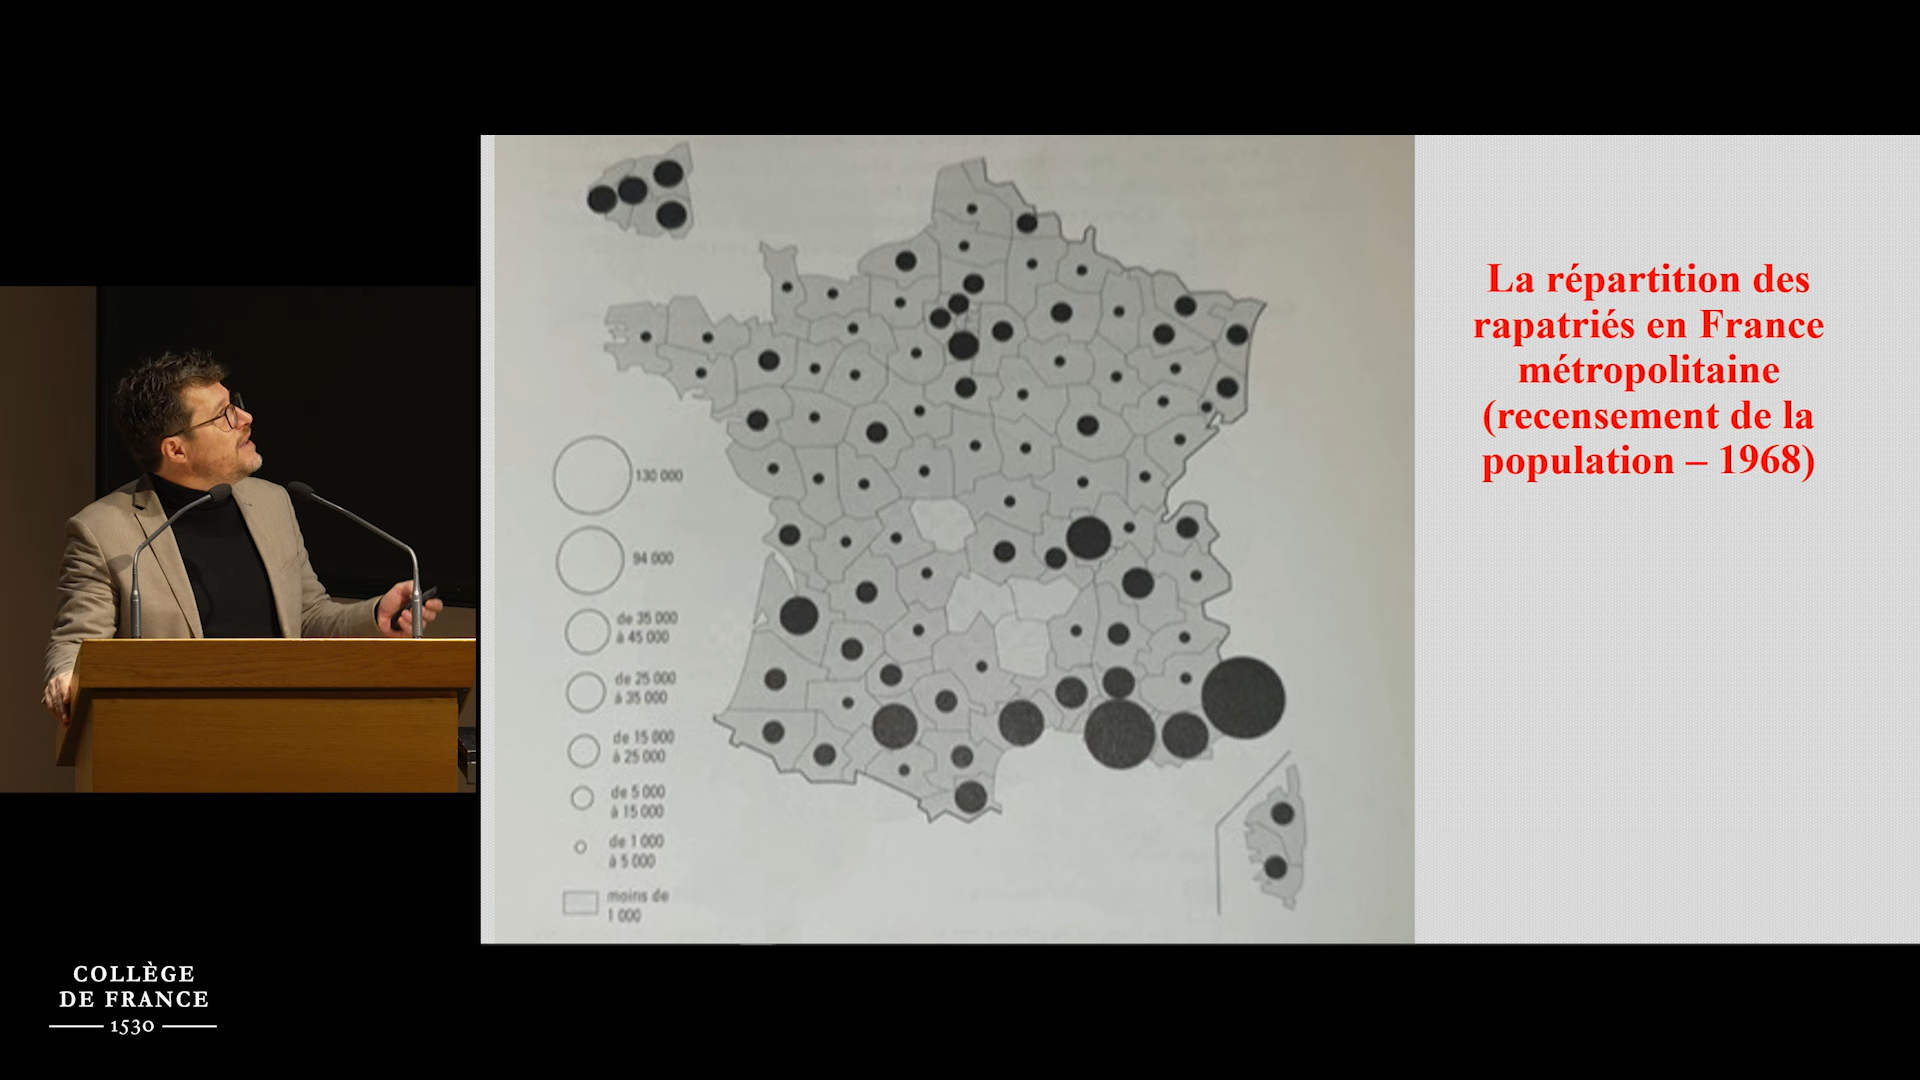 La répartition des
rapatriés en France
métropolitaine
(recensement de la
population – 1968)
130 000
94 000
de 35 000
à 45 000
de 25 000
à 35 000
de 15 000
à 25 000
de 5 000
à 15 000
de 1 000
à 5 000
moins de
1 000
COLLÈGE
DE FRANCE
1530